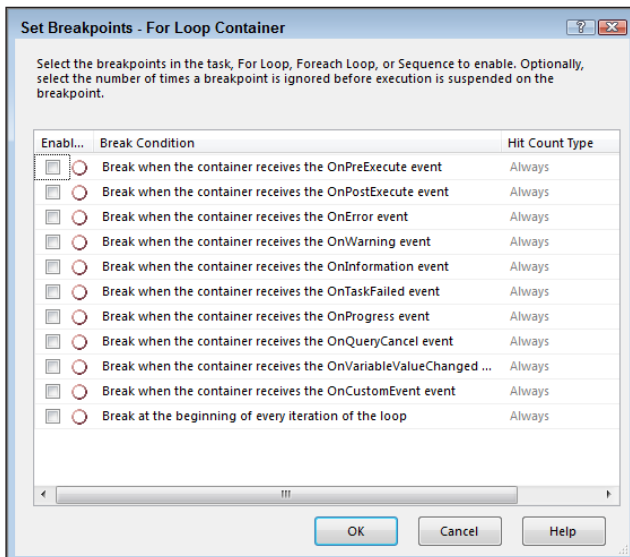 Set Breakpoints - For Loop Container
Select the breakpoints in the task, For Loop, Foreach Loop, or Sequence to enable. Optionally,
select the number of times a breakpoint is ignored before execution is suspended on the
breakpoint.
Enabl... Break Condition Hit Count Type
Break when the container receives the OnPreExecute event Always
Break when the container receives the OnPostExecute event Always
Break when the container receives the OnError event Always
Break when the container receives the OnWarning event Always
Break when the container receives the OnInformation event Always
Break when the container receives the OnTaskFailed event Always
Break when the container receives the OnProgress event Always
Break when the container receives the OnQueryCancel event Always
Break when the container receives the OnVariableValueChanged ... Always
Break when the container receives the OnCustomEvent event Always
Break at the beginning of every iteration of the loop Always
OK Cancel Help